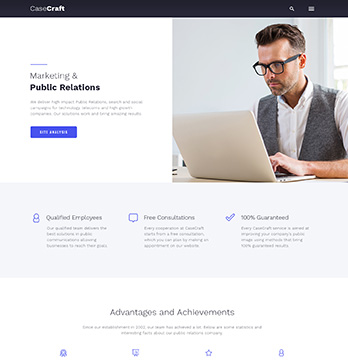 CaseCraft
Marketing &
Public Relations
We deliver high impact Public Relations, search and social
campaigns for technology, telecoms and high growth
companies. Our solutions work and bring amazing results.
SITE ANALYSIS
Qualified Employees
Free Consultations
100% Guaranteed
Our qualified team delivers the
Every cooperation at CaseCraft
Every CaseCraft service is aimed at
best solutions in public
starts from a free consultation,
improving your company's public
communications allowing
which you can plan by making an
image using methods that bring
businesses to reach their goals.
appointment on our website.
100% guaranteed results.
Advantages and Achievements
Since our establishment in 2002, our team has achieved a lot. Below are some statistics and
interesting facts about our public relations company.